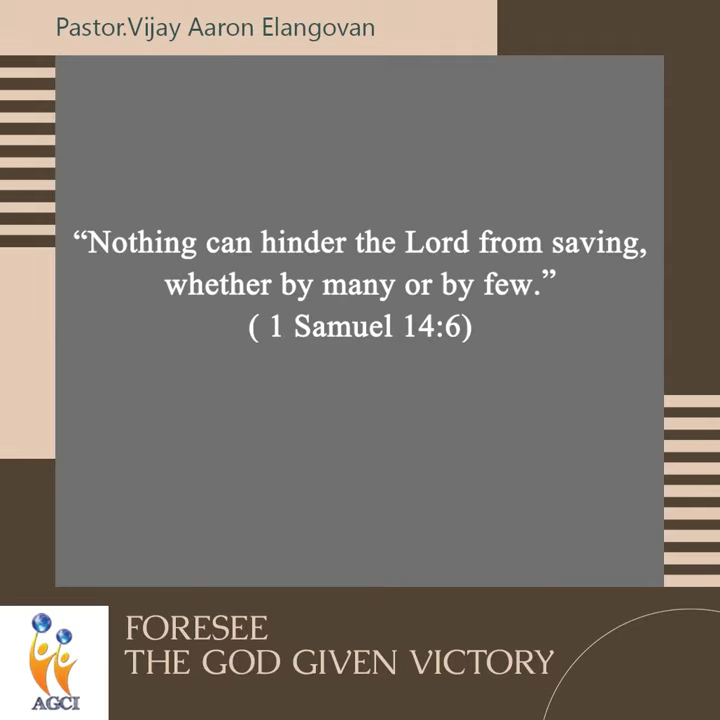 Pastor.Vijay Aaron Elangovan
“Nothing can hinder the Lord from saving,
whether by many or by few.”
( 1 Samuel 14:6)
AGCI
FORESEE
THE GOD GIVEN VICTORY